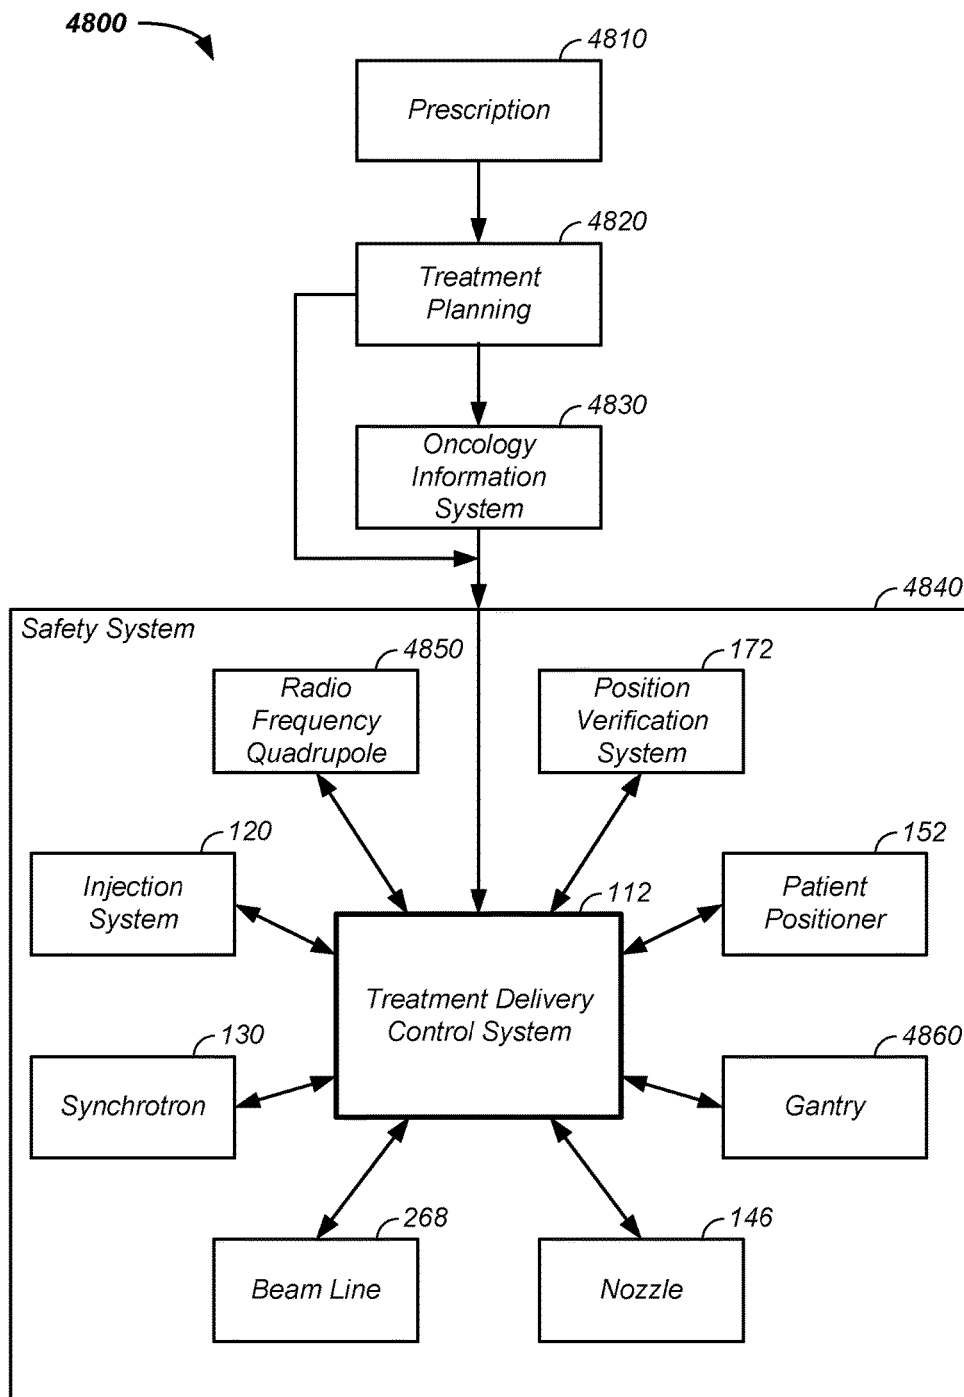 4800
4810
Prescription
4820
Treatment
Planning
4830
Oncology
Information
System
4840
Safety System
4850
Radio
Frequency
Quadrupole
172
Position
Verification
System
120
Injection
System
152
Patient
Positioner
112
Treatment Delivery
Control System
130
Synchrotron
4860
Gantry
268
Beam Line
146
Nozzle